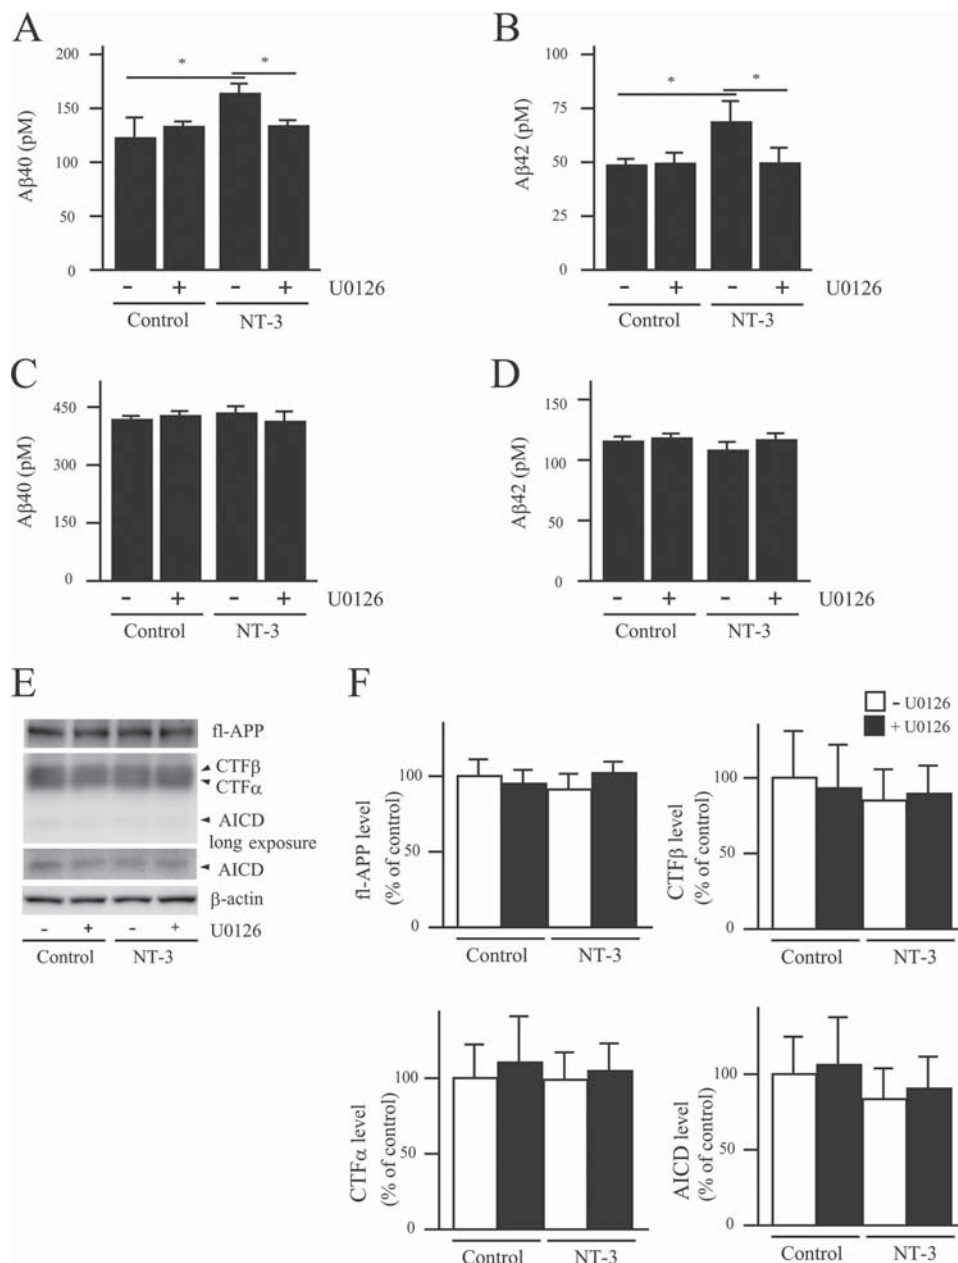 A
Aβ40 (pM)
200
150
100
50
0
* *
- + - + U0126
Control NT-3
B
Aβ42 (pM)
100
75
50
25
0
* *
- + - + U0126
Control NT-3
C
Aβ40 (pM)
450
300
150
0
- + - + U0126
Control NT-3
D
Aβ42 (pM)
150
100
50
0
- + - + U0126
Control NT-3
E
fl-APP
CTFβ
CTFα
AICD
long exposure
AICD
β-actin
- + - + U0126
Control NT-3
F
- U0126
+ U0126
fl-APP level
(% of control)
100
50
0
Control NT-3
CTFβ level
(% of control)
100
50
0
Control NT-3
CTFα level
(% of control)
100
50
0
Control NT-3
AICD level
(% of control)
100
50
0
Control NT-3